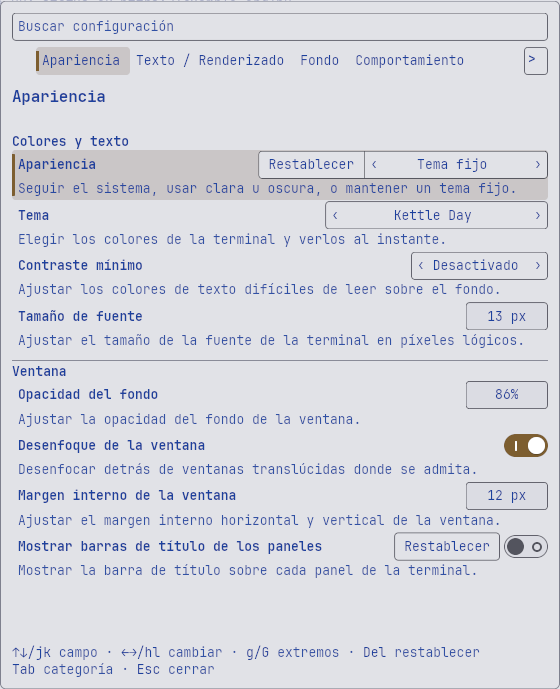 Buscar configuración
Apariencia Texto / Renderizado Fondo Comportamiento >
Apariencia
Colores y texto
Apariencia Restablecer ‹ Tema fijo ›
Seguir el sistema, usar clara u oscura, o mantener un tema fijo.
Tema ‹ Kettle Day ›
Elegir los colores de la terminal y verlos al instante.
Contraste mínimo ‹ Desactivado ›
Ajustar los colores de texto difíciles de leer sobre el fondo.
Tamaño de fuente 13 px
Ajustar el tamaño de la fuente de la terminal en píxeles lógicos.
Ventana
Opacidad del fondo 86%
Ajustar la opacidad del fondo de la ventana.
Desenfoque de la ventana
Desenfocar detrás de ventanas translúcidas donde se admita.
Margen interno de la ventana 12 px
Ajustar el margen interno horizontal y vertical de la ventana.
Mostrar barras de título de los paneles Restablecer
Mostrar la barra de título sobre cada panel de la terminal.
↑↓/jk campo · ↔/hl cambiar · g/G extremos · Del restablecer
Tab categoría · Esc cerrar